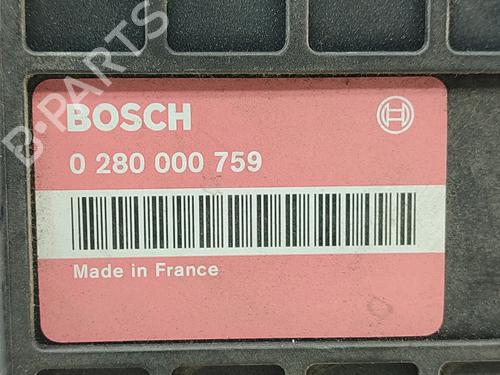 B-PARTS
BOSCH
0 280 000 759
Made in France